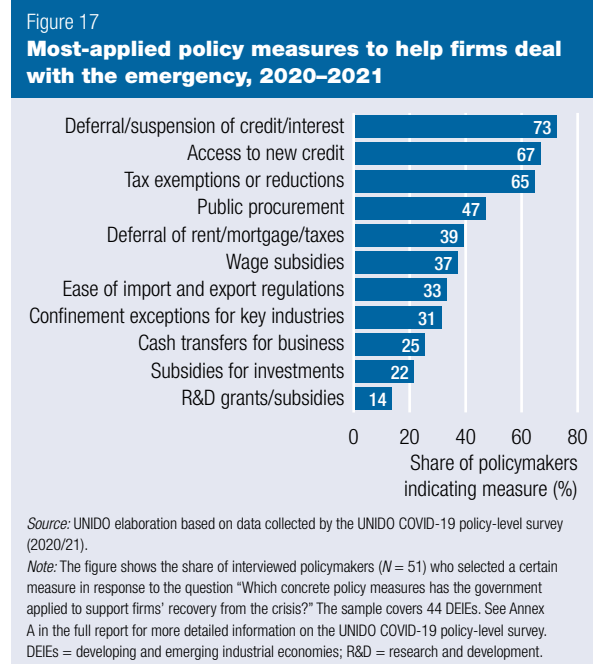 Figure 17
Most-applied policy measures to help firms deal
with the emergency, 2020–2021
Deferral/suspension of credit/interest 73
Access to new credit 67
Tax exemptions or reductions 65
Public procurement 47
Deferral of rent/mortgage/taxes 39
Wage subsidies 37
Ease of import and export regulations 33
Confinement exceptions for key industries 31
Cash transfers for business 25
Subsidies for investments 22
R&D grants/subsidies 14
0 20 40 60 80
Share of policymakers
indicating measure (%)
Source: UNIDO elaboration based on data collected by the UNIDO COVID-19 policy-level survey
(2020/21).
Note: The figure shows the share of interviewed policymakers (N = 51) who selected a certain
measure in response to the question “Which concrete policy measures has the government
applied to support firms’ recovery from the crisis?” The sample covers 44 DEIEs. See Annex
A in the full report for more detailed information on the UNIDO COVID-19 policy-level survey.
DEIEs = developing and emerging industrial economies; R&D = research and development.